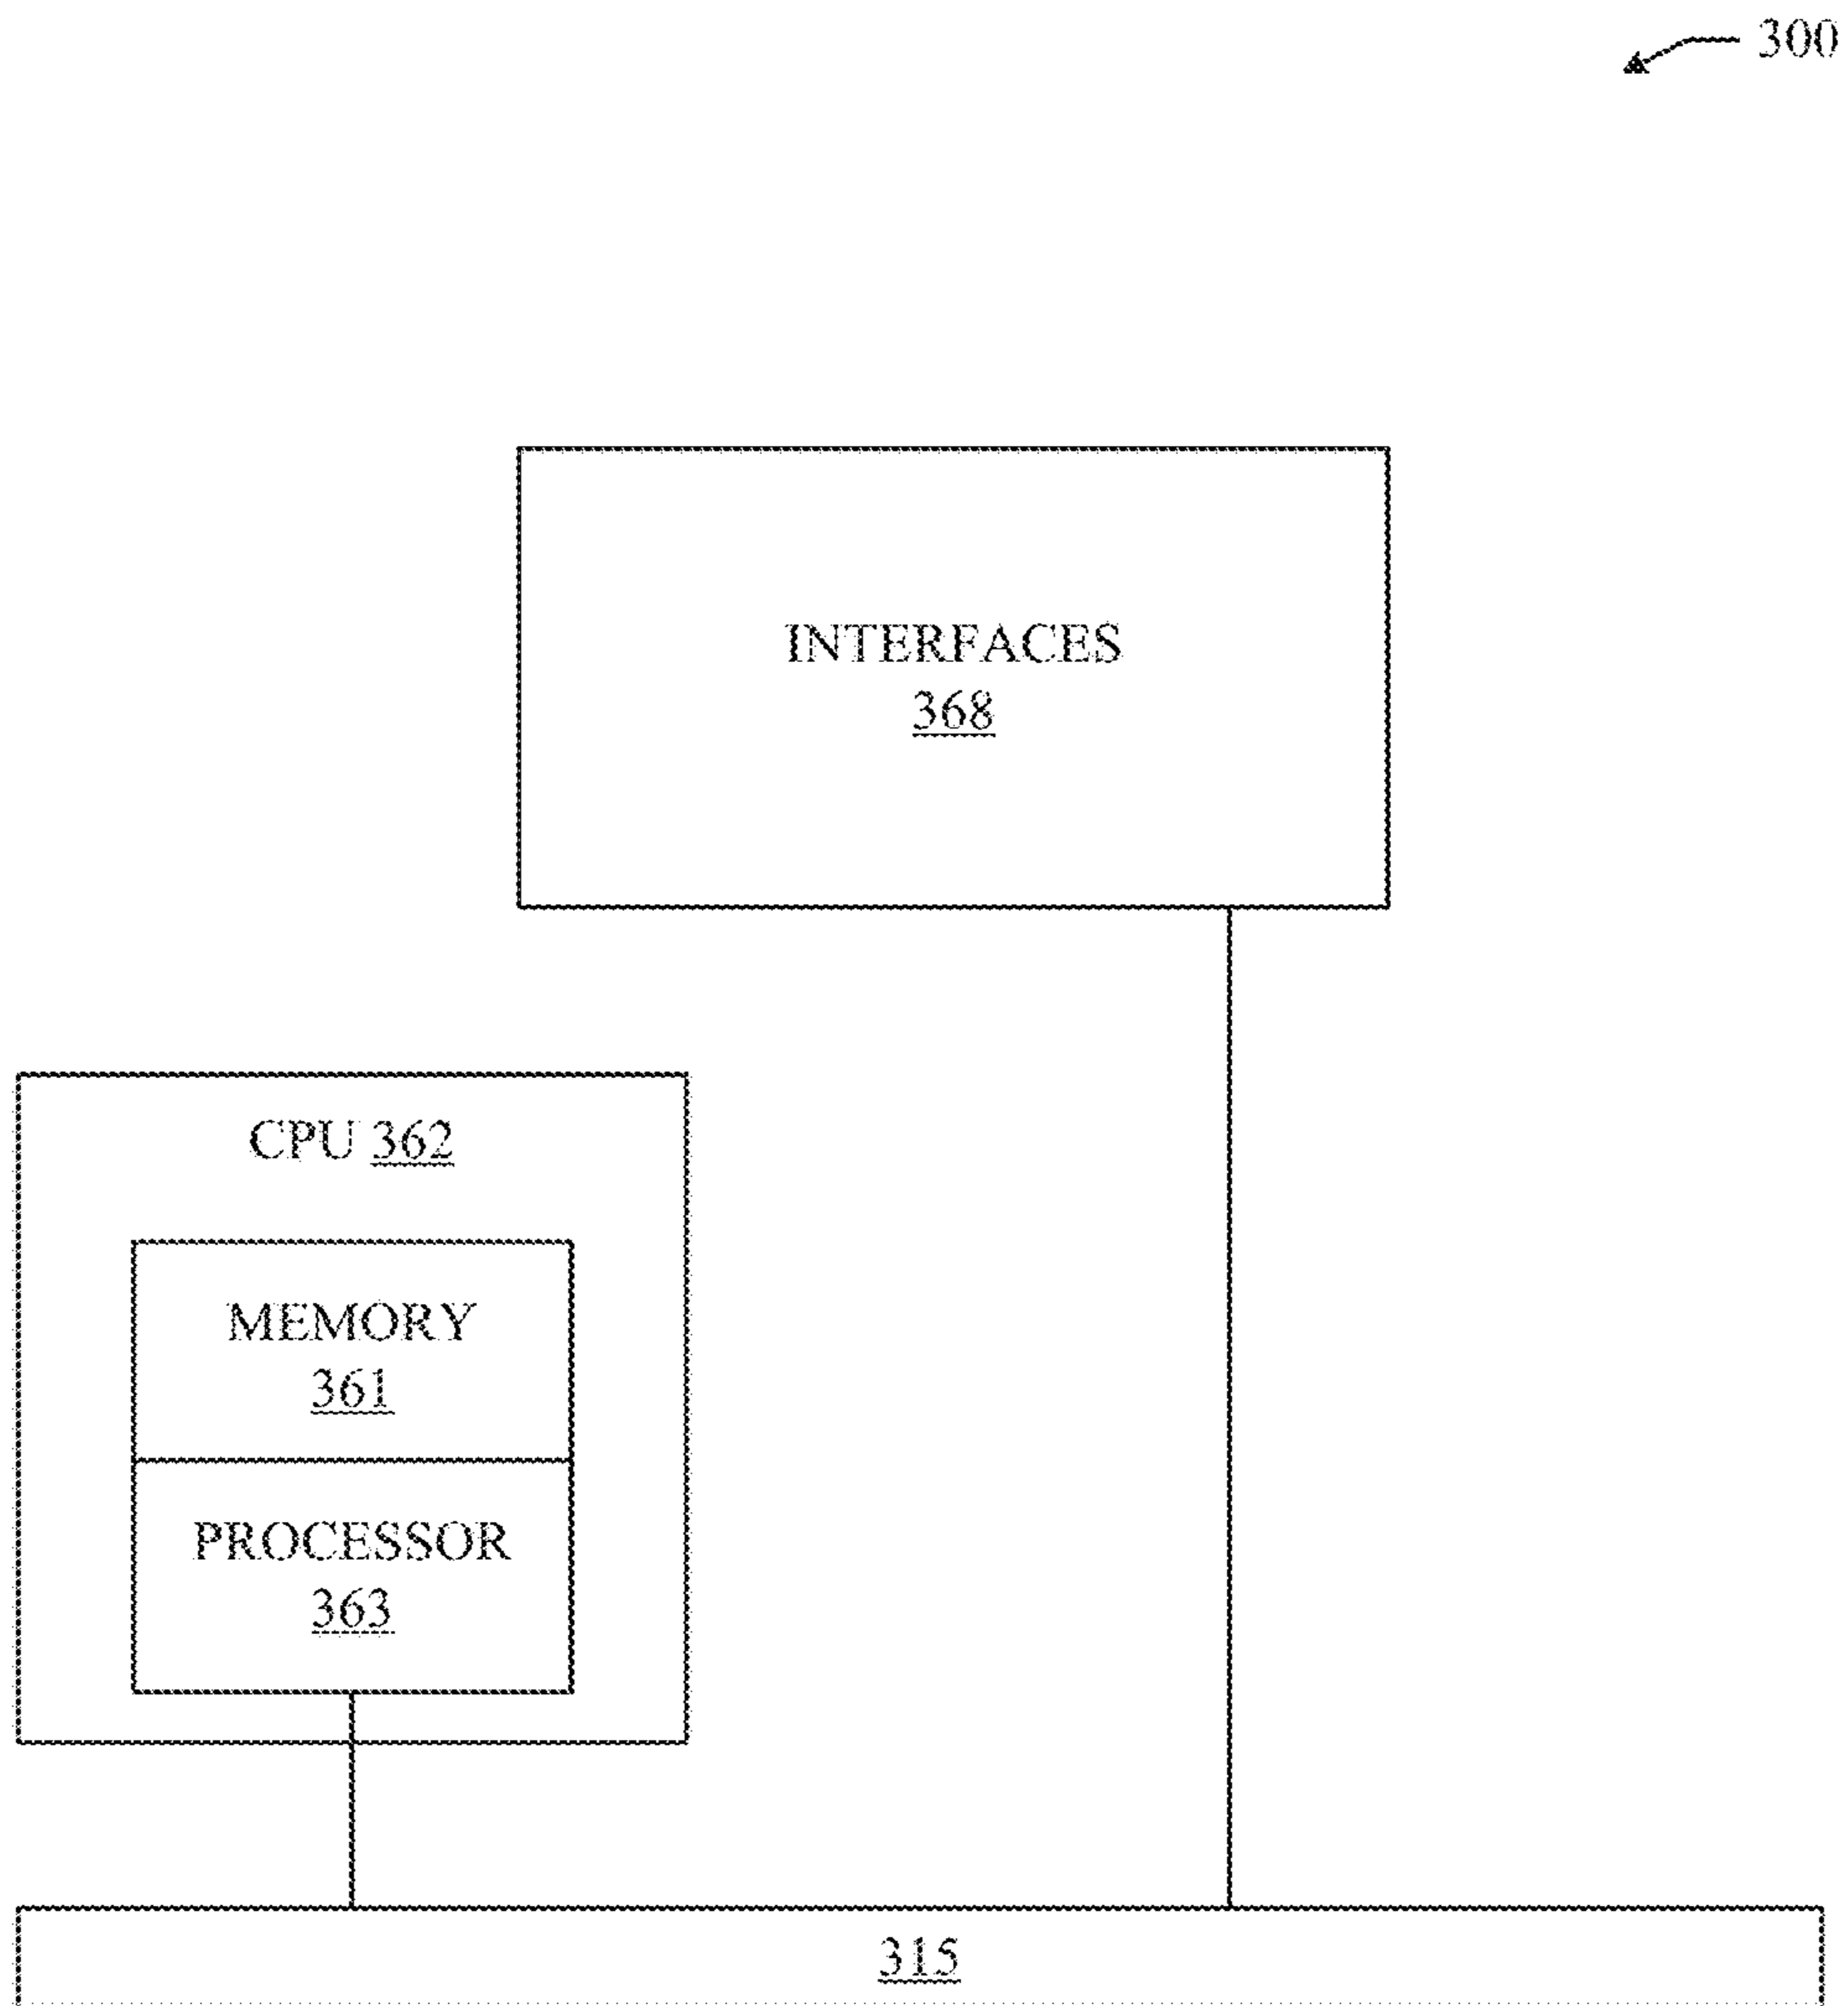 300
INTERFACES
368
CPU 362
MEMORY
361
PROCESSOR
363
315